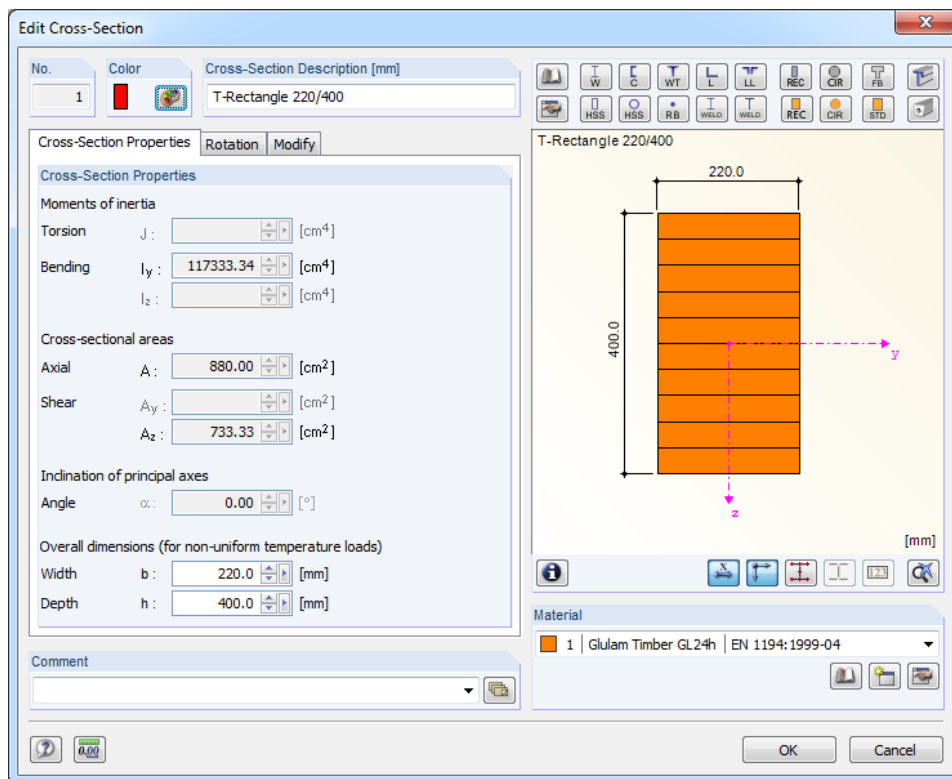 Edit Cross-Section
No. Color Cross-Section Description [mm]
1 T-Rectangle 220/400
Cross-Section Properties Rotation Modify
Cross-Section Properties
Moments of inertia
Torsion J : [cm4]
Bending Iy : 117333.34 [cm4]
Iz : [cm4]
Cross-sectional areas
Axial A : 880.00 [cm2]
Shear Ay : [cm2]
Az : 733.33 [cm2]
Inclination of principal axes
Angle α : 0.00 [°]
Overall dimensions (for non-uniform temperature loads)
Width b : 220.0 [mm]
Depth h : 400.0 [mm]
Comment
W C WT L LL REC CIR FB
HSS HSS RB WELD WELD REC CIR STD
T-Rectangle 220/400
220.0
400.0
y
z
[mm]
X 123
Material
1 Glulam Timber GL24h EN 1194:1999-04
0.00
OK Cancel